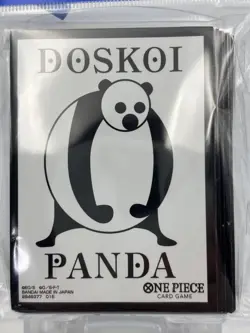 DOSKOI
PANDA
BANDAI MADE IN JAPAN
ONE PIECE
CARD GAME